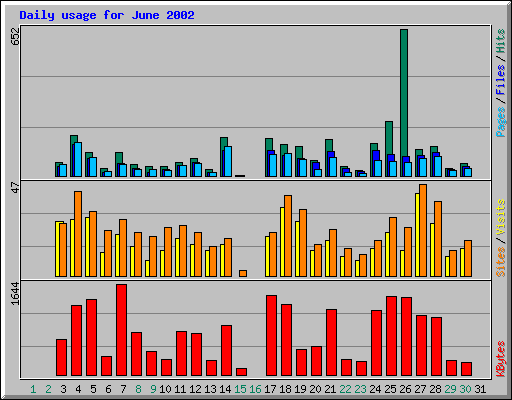 Daily usage for June 2002
652
47
1644
Pages / Files / Hits
Sites / Visits
KBytes
1 2 3 4 5 6 7 8 9 10 11 12 13 14 15 16 17 18 19 20 21 22 23 24 25 26 27 28 29 30 31